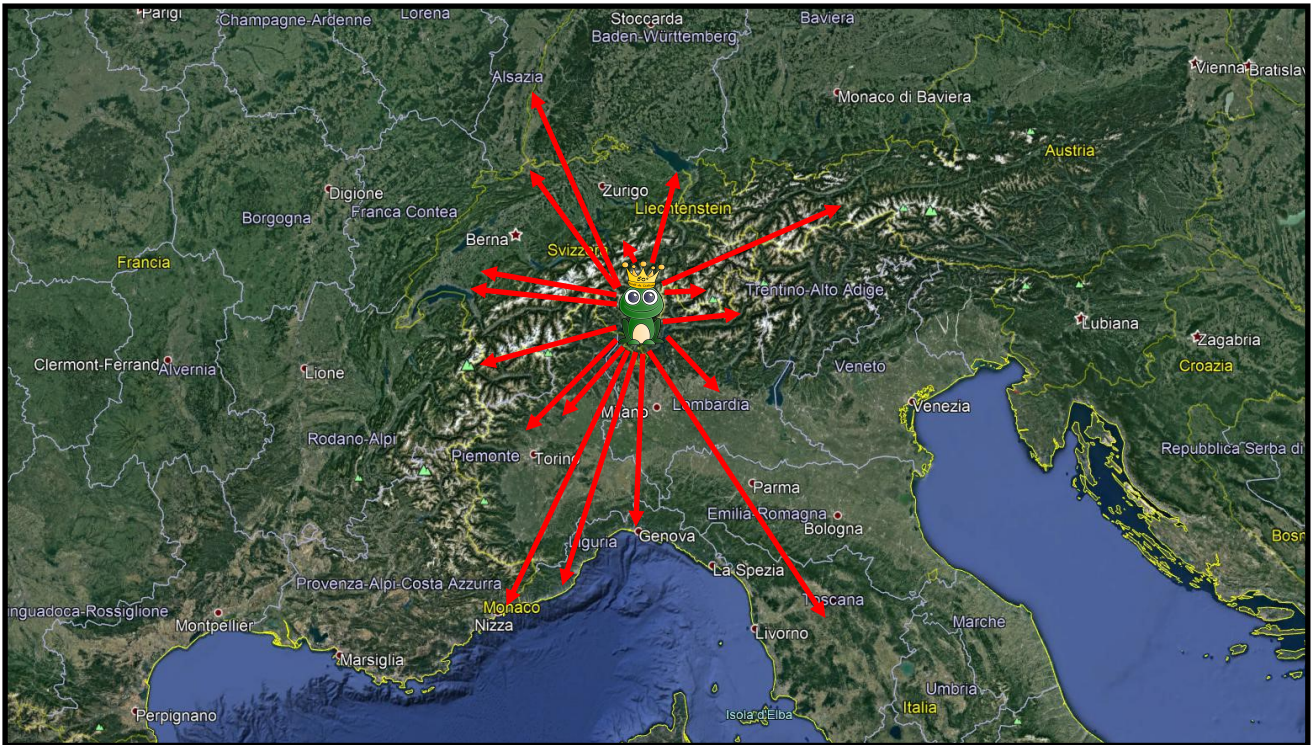 Parigi
Champagne-Ardenne
Lorena
Stoccarda
Baden-Württemberg
Baviera
Alsazia
Vienna
Bratislav
Monaco di Baviera
Austria
Digione
Zurigo
Borgogna
Franca Contea
Liechtenstein
Berna
Svizzera
Francia
Trentino-Alto Adige
Lubiana
Zagabria
Clermont-Ferrand
Alvernia
Lione
Veneto
Croazia
Milano
Lombardia
Venezia
Rodano-Alpi
Piemonte
Torino
Repubblica Serba di
Parma
Emilia-Romagna
Bologna
Liguria
Genova
Bosn
La Spezia
Provenza-Alpi-Costa Azzurra
Toscana
inguadoca-Rossiglione
Monaco
Montpellier
Nizza
Livorno
Marche
Marsiglia
Umbria
Italia
Perpignano
Isola d'Elba